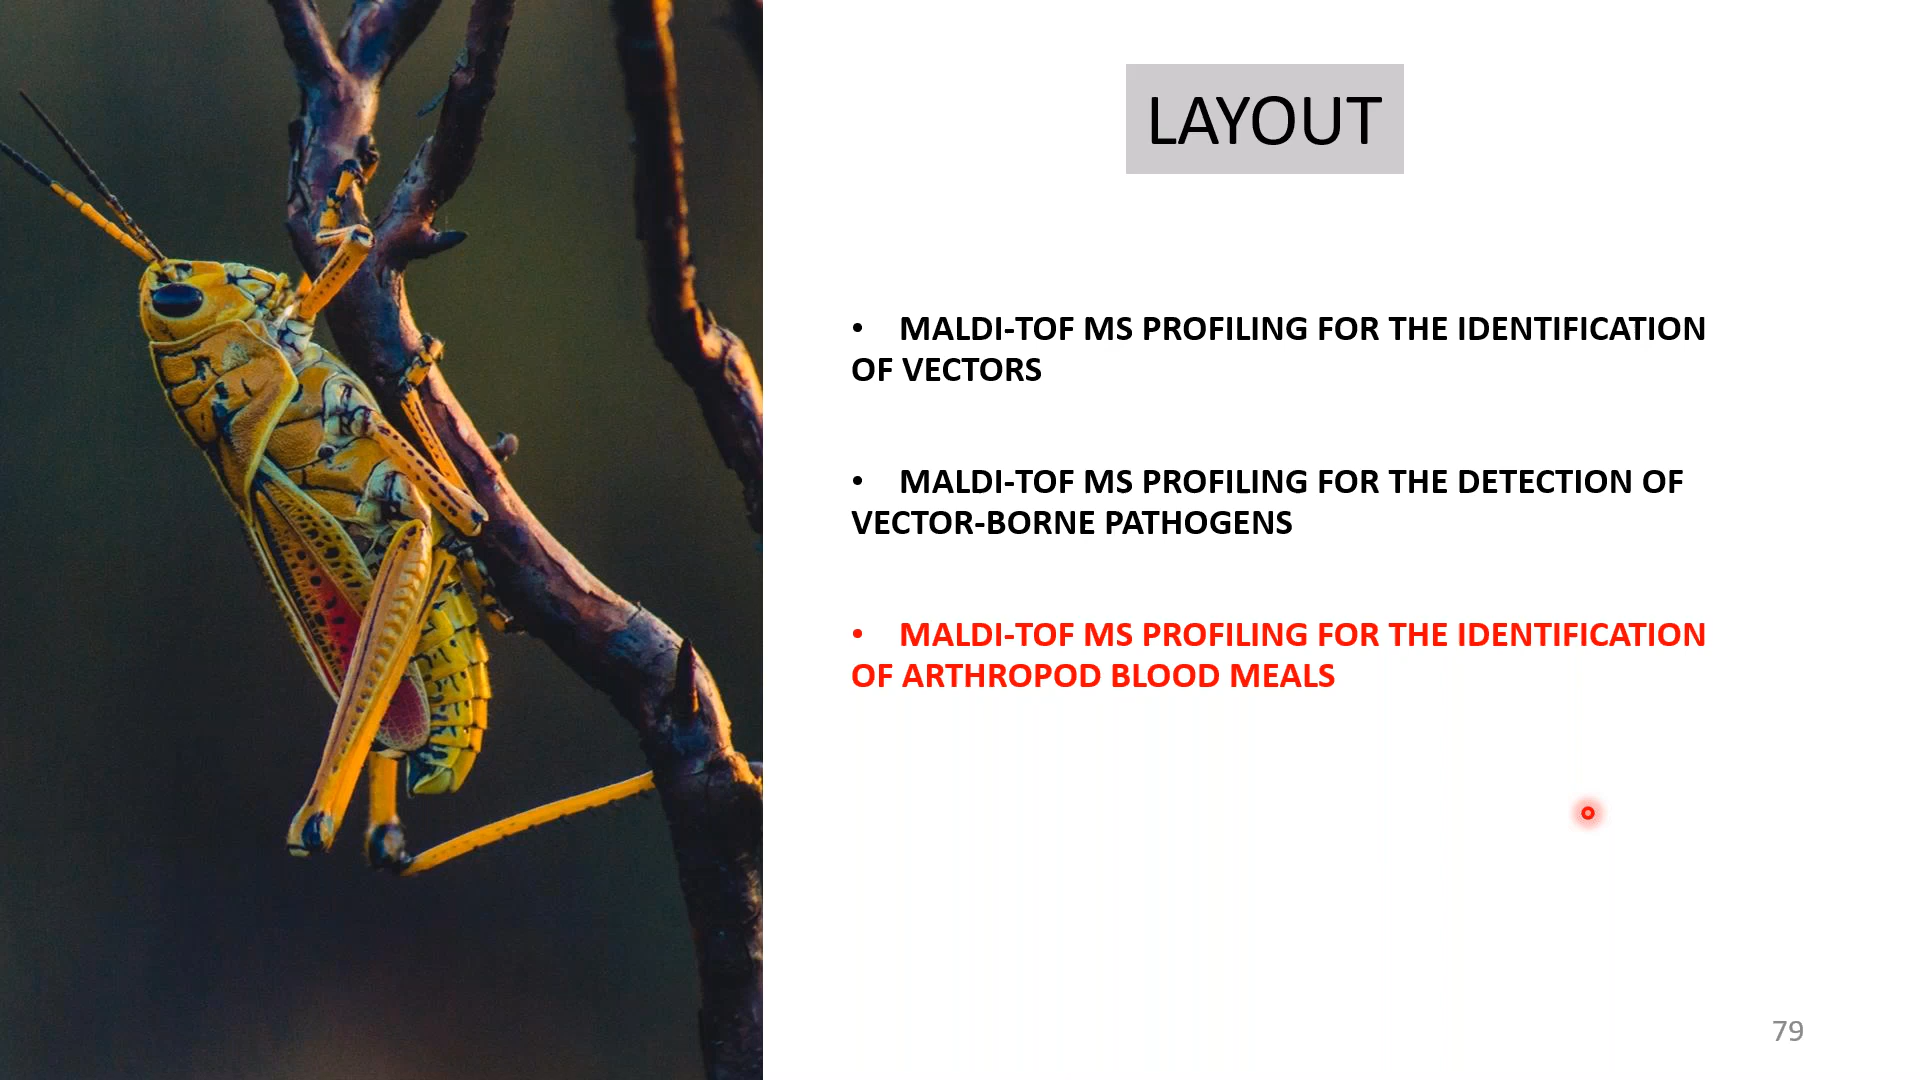 LAYOUT
• MALDI-TOF MS PROFILING FOR THE IDENTIFICATION
OF VECTORS
• MALDI-TOF MS PROFILING FOR THE DETECTION OF
VECTOR-BORNE PATHOGENS
• MALDI-TOF MS PROFILING FOR THE IDENTIFICATION
OF ARTHROPOD BLOOD MEALS
79